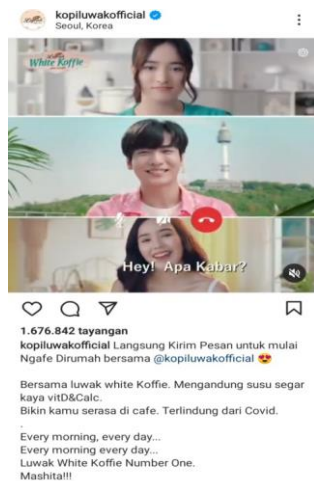 kopiluwakofficial
Seoul, Korea
White Koffie
Hey! Apa Kabar?
1.676.842 tayangan
kopiluwakofficial Langsung Kirim Pesan untuk mulai
Ngafe Dirumah bersama @kopiluwakofficial 😍
Bersama luwak white Koffie. Mengandung susu segar
kaya vitD&Calc.
Bikin kamu serasa di cafe. Terlindung dari Covid.
.
Every morning, every day...
Every morning every day...
Luwak White Koffie Number One.
Mashita!!!